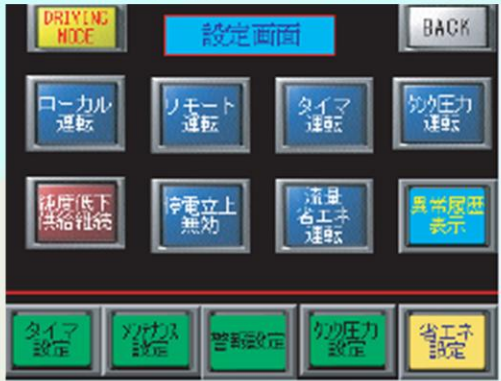 DRIVING
MODE
設定画面
BACK
ローカル
運転
リモート
運転
タイマ
運転
タンク圧力
運転
純度低下
供給継続
停電立上
無効
流量
省エネ
運転
異常履歴
表示
タイマ
設定
メンテナンス
設定
警報設定
タンク圧力
設定
省エネ
設定